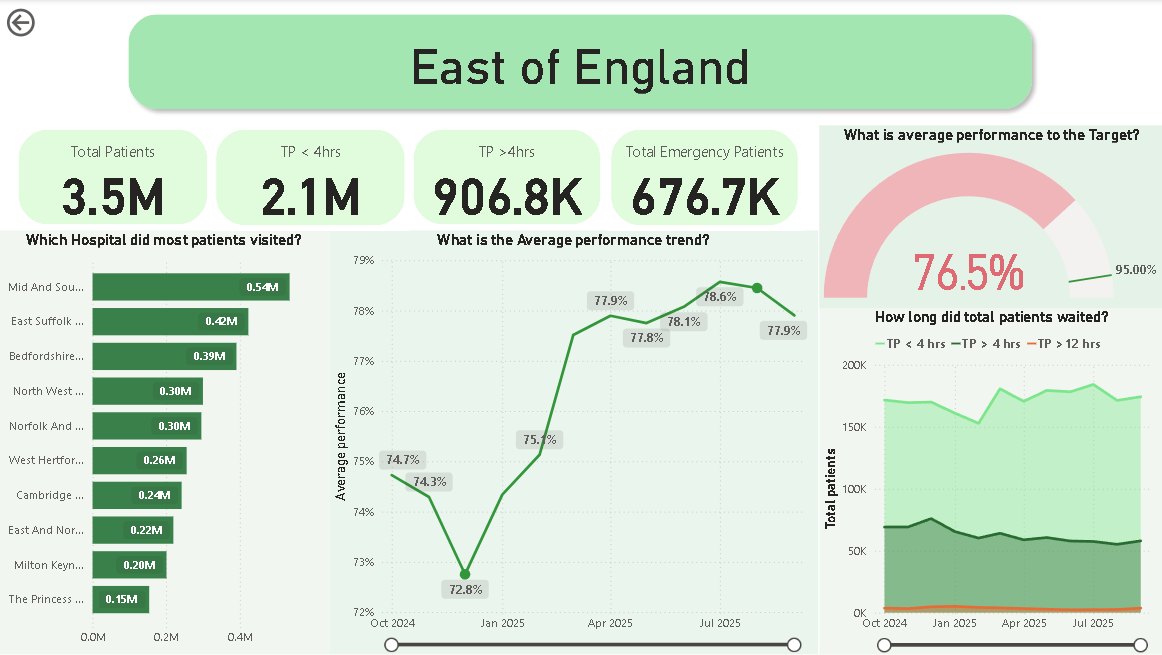 East of England
Total Patients
3.5M
TP < 4hrs
2.1M
TP >4hrs
906.8K
Total Emergency Patients
676.7K
What is average performance to the Target?
76.5%
95.00%
Which Hospital did most patients visited?
Mid And Sou... 0.54M
East Suffolk ... 0.42M
Bedfordshire... 0.39M
North West ... 0.30M
Norfolk And ... 0.30M
West Hertfor... 0.26M
Cambridge ... 0.24M
East And Nor... 0.22M
Milton Keyn... 0.20M
The Princess ... 0.15M
0.0M 0.2M 0.4M
What is the Average performance trend?
Average performance
79%
78%
77%
76%
75%
74%
73%
72%
74.7%
74.3%
72.8%
75.1%
77.9%
77.8%
78.1%
78.6%
77.9%
Oct 2024 Jan 2025 Apr 2025 Jul 2025
How long did total patients waited?
TP < 4 hrs TP > 4 hrs TP > 12 hrs
Total patients
200K
150K
100K
50K
0K
Oct 2024 Jan 2025 Apr 2025 Jul 2025